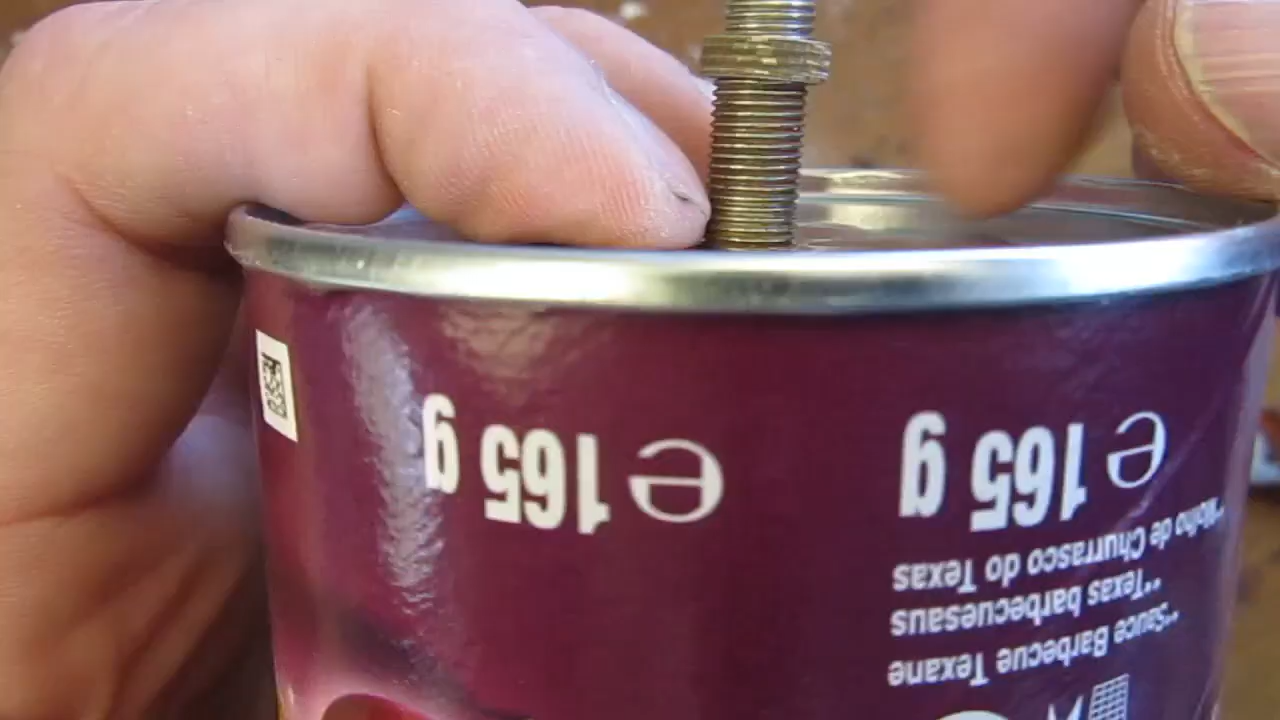 **Sauce Barbecue Texane
**Texas barbecuesaus
**Molho de Churrasco do Texas
℮ 165 g
℮ 165 g